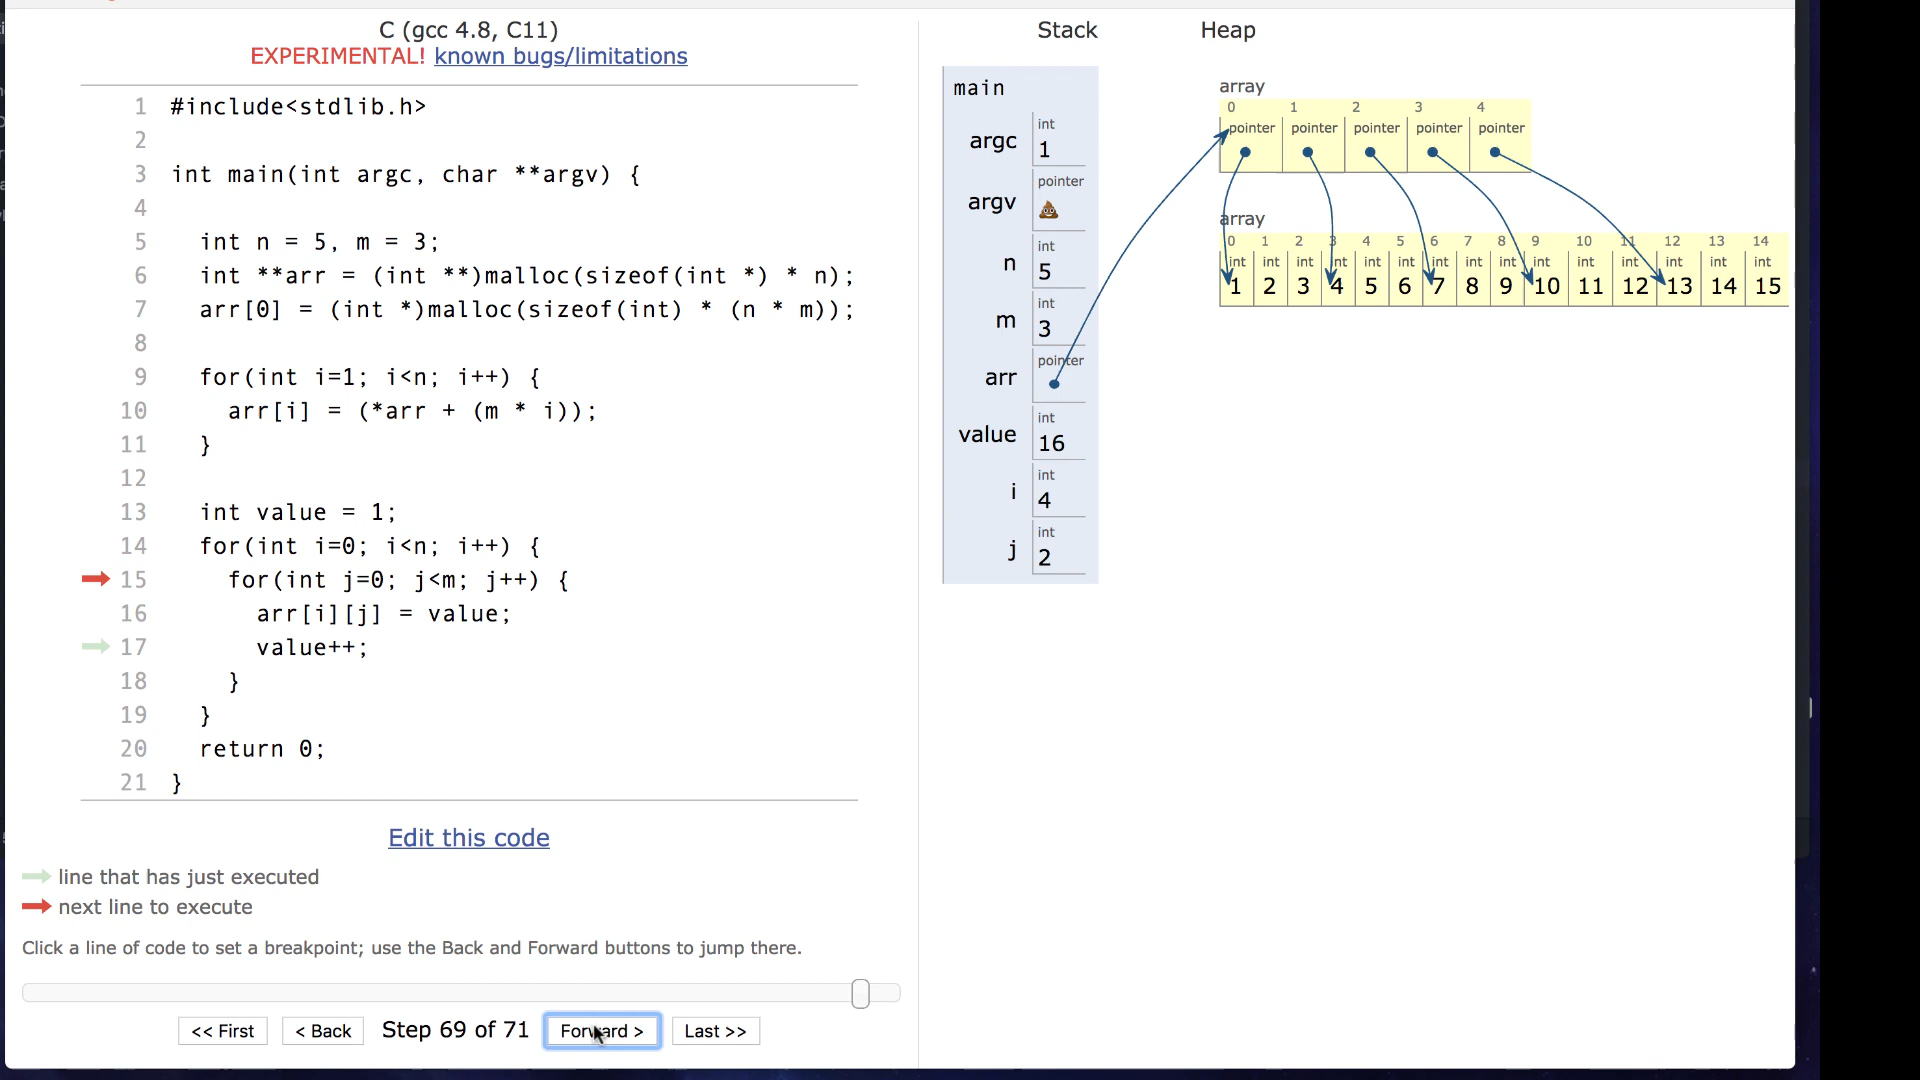 C (gcc 4.8, C11)
EXPERIMENTAL! known bugs/limitations
1 #include<stdlib.h>
2
3 int main(int argc, char **argv) {
4
5 int n = 5, m = 3;
6 int **arr = (int **)malloc(sizeof(int *) * n);
7 arr[0] = (int *)malloc(sizeof(int) * (n * m));
8
9 for(int i=1; i<n; i++) {
10 arr[i] = (*arr + (m * i));
11 }
12
13 int value = 1;
14 for(int i=0; i<n; i++) {
15 for(int j=0; j<m; j++) {
16 arr[i][j] = value;
17 value++;
18 }
19 }
20 return 0;
21 }
Edit this code
line that has just executed
next line to execute
Click a line of code to set a breakpoint; use the Back and Forward buttons to jump there.
<< First < Back Step 69 of 71 Forward > Last >>
Stack Heap
main
int
argc 1
pointer
argv
int
n 5
int
m 3
pointer
arr
int
value 16
int
i 4
int
j 2
array
0 1 2 3 4
pointer pointer pointer pointer pointer
array
0 1 2 3 4 5 6 7 8 9 10 11 12 13 14
int int int int int int int int int int int int int int int
1 2 3 4 5 6 7 8 9 10 11 12 13 14 15